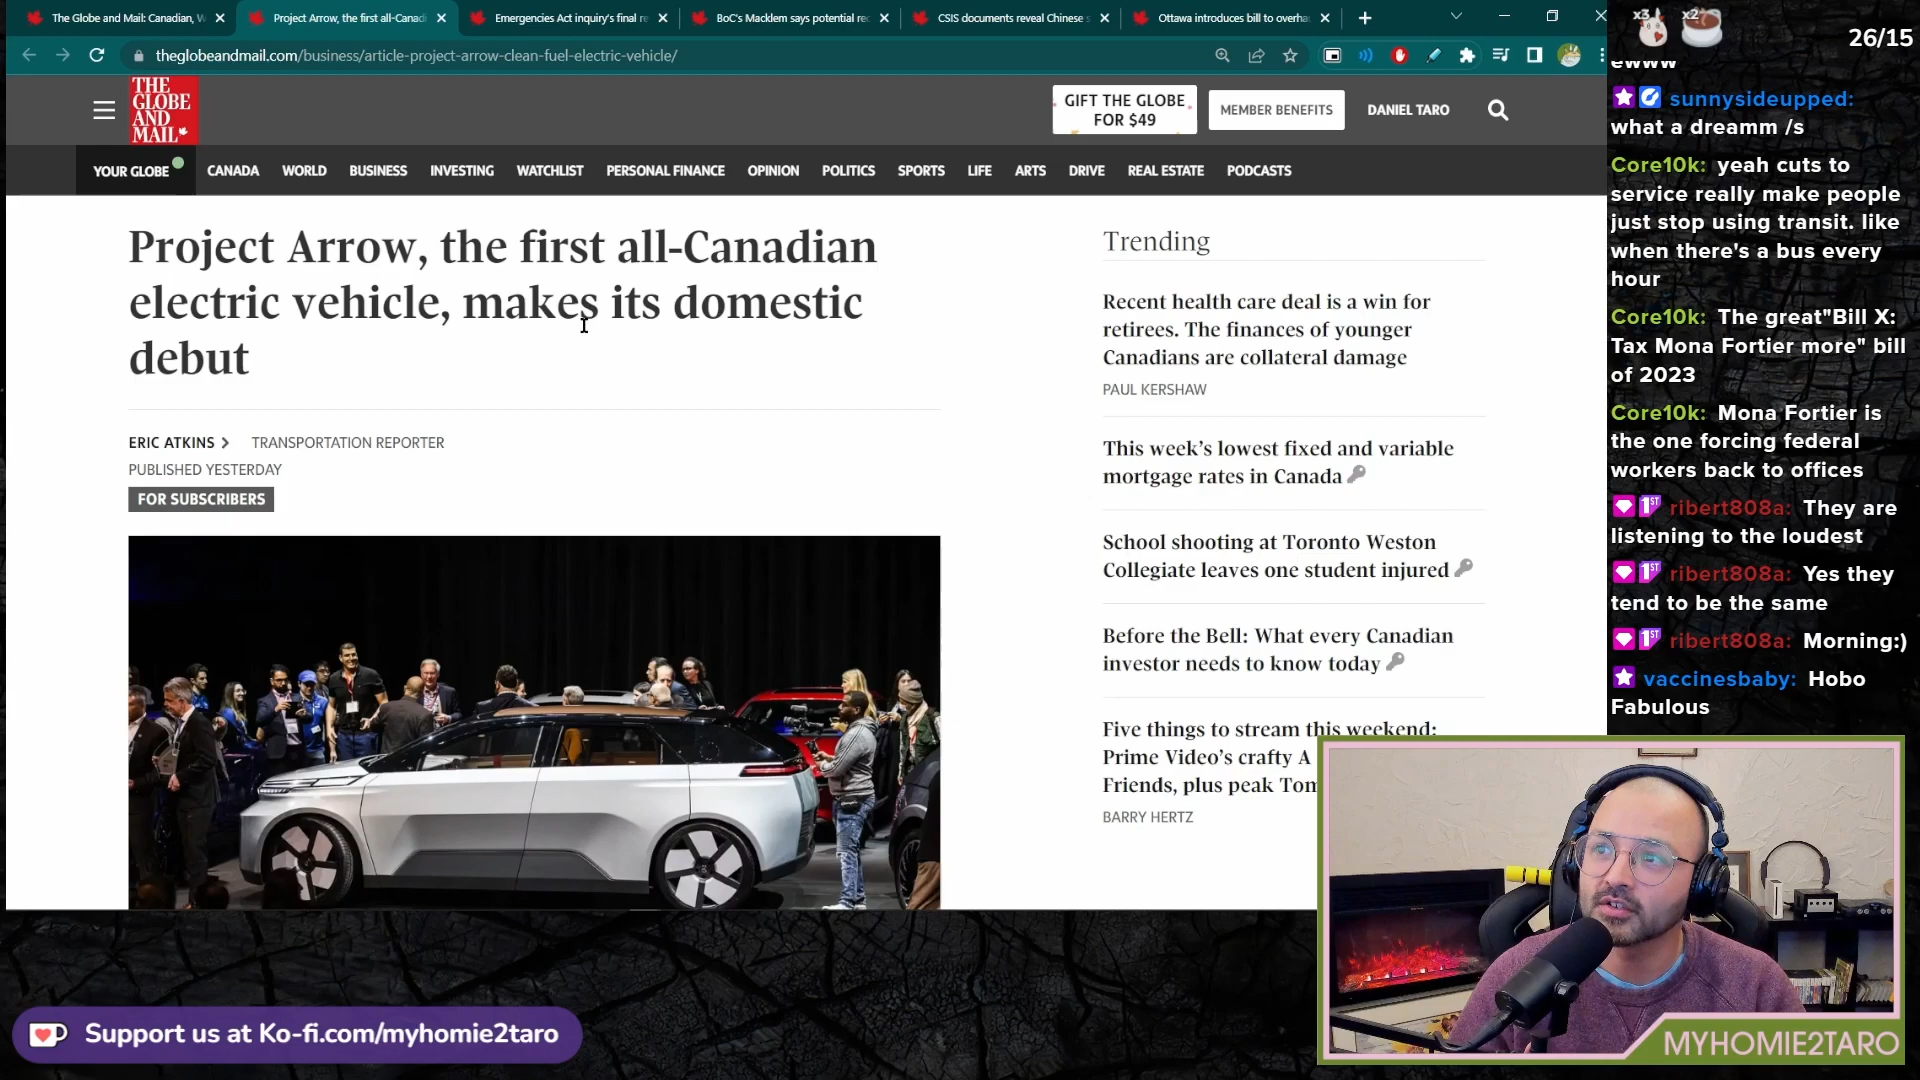 The Globe and Mail: Canadian, W
Project Arrow, the first all-Canadi
Emergencies Act inquiry's final re
BoC's Macklem says potential rec
CSIS documents reveal Chinese s
Ottawa introduces bill to overha
theglobeandmail.com/business/article-project-arrow-clean-fuel-electric-vehicle/
THE
GLOBE
AND
MAIL
GIFT THE GLOBE
FOR $49
MEMBER BENEFITS
DANIEL TARO
YOUR GLOBE
CANADA
WORLD
BUSINESS
INVESTING
WATCHLIST
PERSONAL FINANCE
OPINION
POLITICS
SPORTS
LIFE
ARTS
DRIVE
REAL ESTATE
PODCASTS
Project Arrow, the first all-Canadian
electric vehicle, makes its domestic
debut
ERIC ATKINS > TRANSPORTATION REPORTER
PUBLISHED YESTERDAY
FOR SUBSCRIBERS
Trending
Recent health care deal is a win for
retirees. The finances of younger
Canadians are collateral damage
PAUL KERSHAW
This week's lowest fixed and variable
mortgage rates in Canada
School shooting at Toronto Weston
Collegiate leaves one student injured
Before the Bell: What every Canadian
investor needs to know today
Five things to stream this weekend:
Prime Video's crafty A
Friends, plus peak Tom
BARRY HERTZ
x3
x27
26/15
ewww
sunnysideupped:
what a dreamm /s
Core10k: yeah cuts to
service really make people
just stop using transit. like
when there's a bus every
hour
Core10k: The great"Bill X:
Tax Mona Fortier more" bill
of 2023
Core10k: Mona Fortier is
the one forcing federal
workers back to offices
1ST ribert808a: They are
listening to the loudest
1ST ribert808a: Yes they
tend to be the same
1ST ribert808a: Morning:)
vaccinesbaby: Hobo
Fabulous
Support us at Ko-fi.com/myhomie2taro
MYHOMIE2TARO